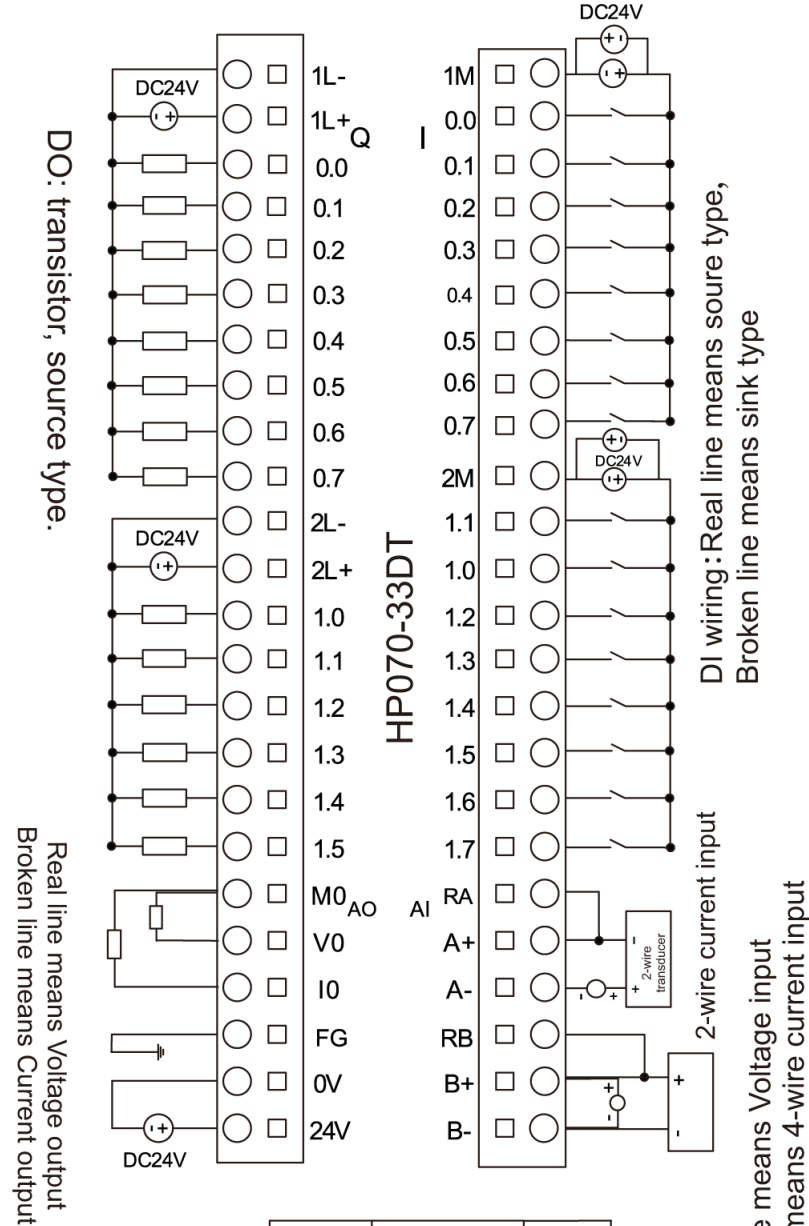 DC24V
1L-
DC24V
1L+
Q
0.0
0.1
0.2
0.3
0.4
0.5
0.6
0.7
2L-
DC24V
2L+
1.0
1.1
1.2
1.3
1.4
1.5
M0
AO
V0
I0
FG
0V
24V
DC24V
DO: transistor, source type.
Real line means Voltage output
Broken line means Current output
HP070-33DT
1M
I
0.0
0.1
0.2
0.3
0.4
0.5
0.6
0.7
DC24V
2M
1.1
1.0
1.2
1.3
1.4
1.5
1.6
1.7
AI
RA
A+
A-
RB
B+
B-
2-wire
transducer
DI wiring:Real line means soure type,
Broken line means sink type
2-wire current input
means Voltage input
means 4-wire current input